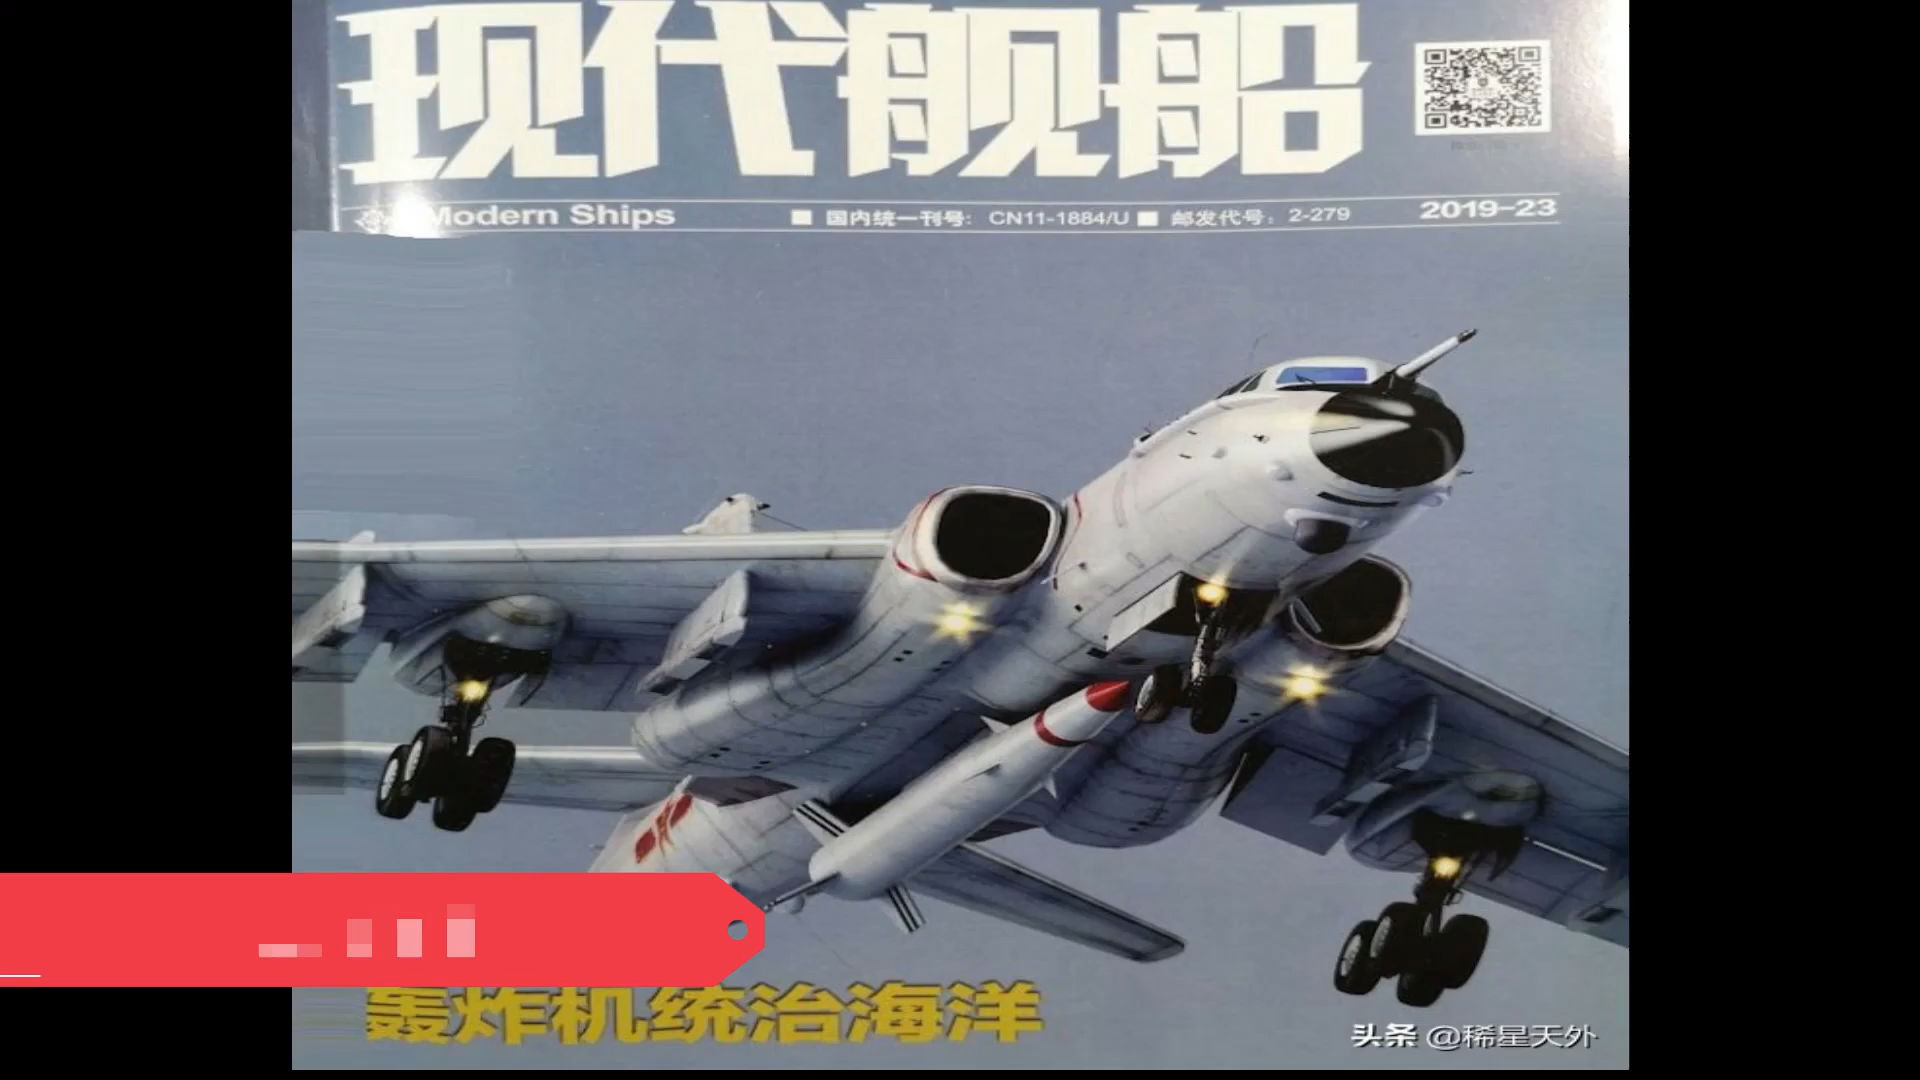 现代舰船
Modern Ships
国内统一刊号: CN11-1884/U
邮发代号: 2-279
2019-23
轰炸机统治海洋
头条 @稀星天外